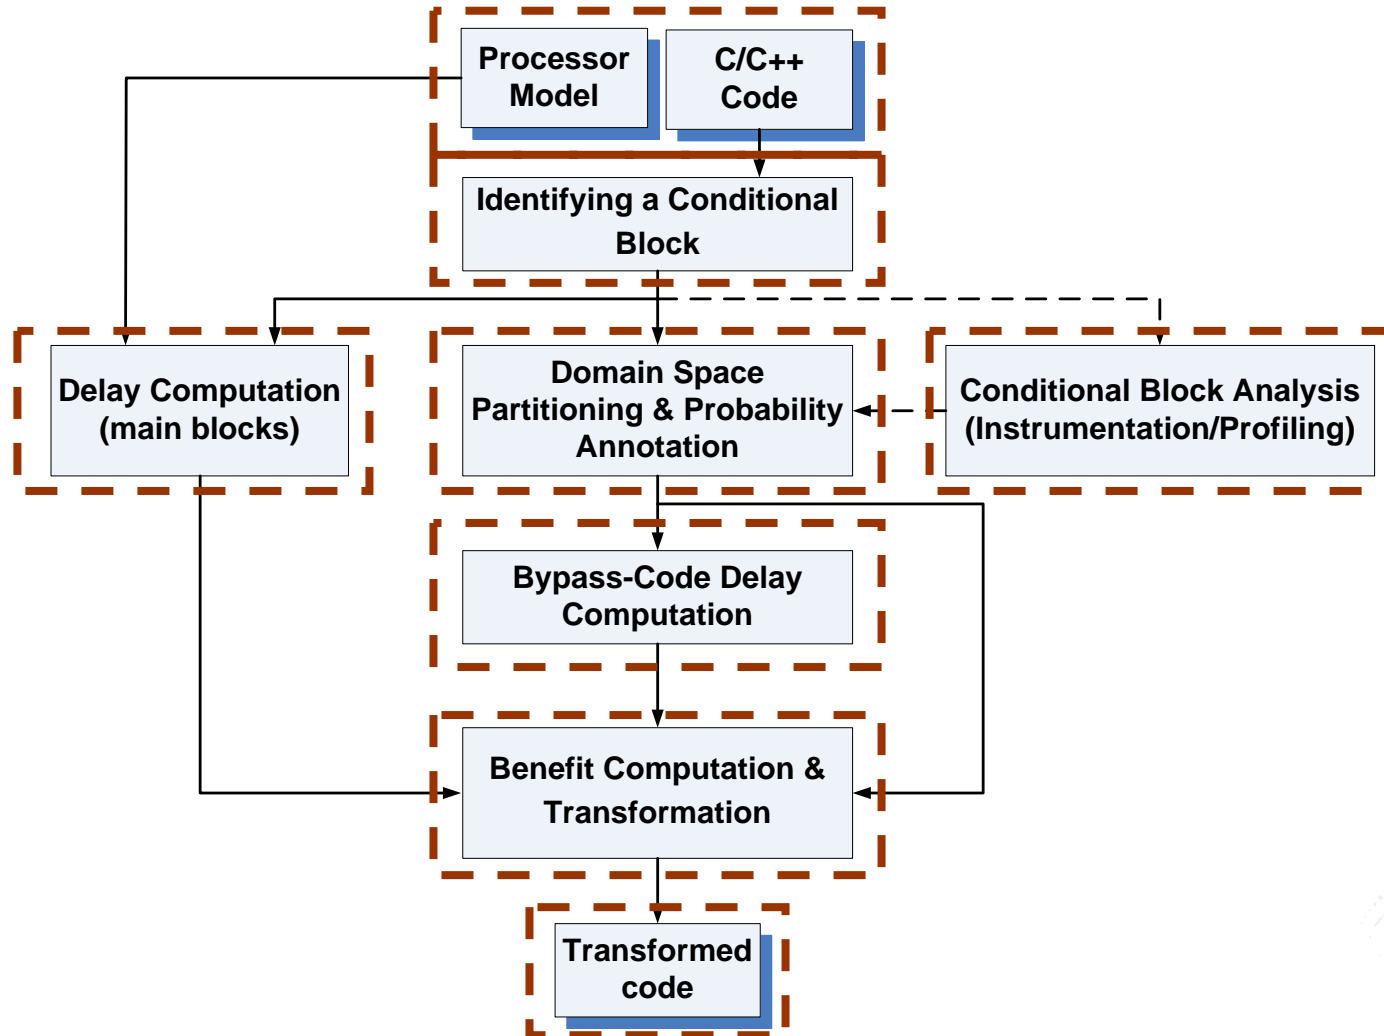 Processor
Model
C/C++
Code
Identifying a Conditional
Block
Delay Computation
(main blocks)
Domain Space
Partitioning & Probability
Annotation
Conditional Block Analysis
(Instrumentation/Profiling)
Bypass-Code Delay
Computation
Benefit Computation &
Transformation
Transformed
code